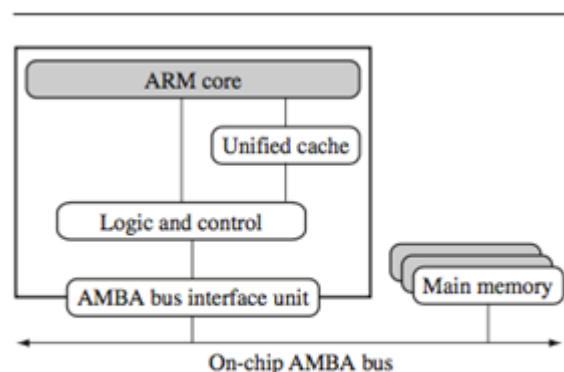 ARM core
Unified cache
Logic and control
Main memory
AMBA bus interface unit
On-chip AMBA bus